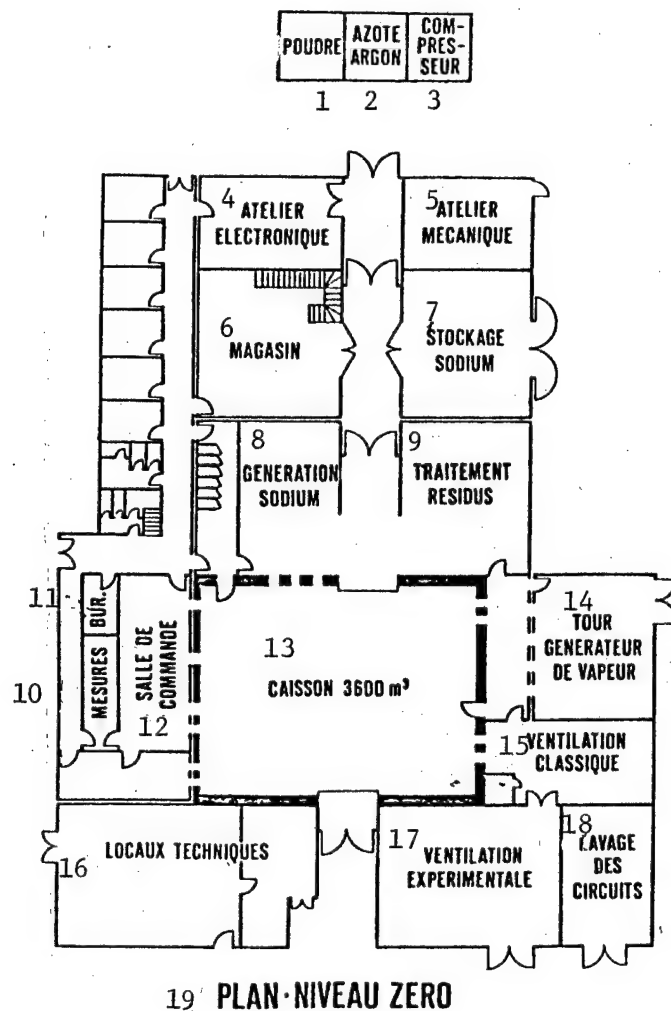 POUDRE
AZOTE
ARGON
COM-
PRES-
SEUR
1
2
3
4
ATELIER
ELECTRONIQUE
5
ATELIER
MECANIQUE
6
MAGASIN
7
STOCKAGE
SODIUM
8
GENERATION
SODIUM
9
TRAITEMENT
RESIDUS
11
BUR.
10
MESURES
SALLE DE
COMMANDE
12
13
CAISSON 3600 m³
14
TOUR
GENERATEUR
DE VAPEUR
15
VENTILATION
CLASSIQUE
16
LOCAUX TECHNIQUES
17
VENTILATION
EXPERIMENTALE
18
LAVAGE
DES
CIRCUITS
19 PLAN·NIVEAU ZERO